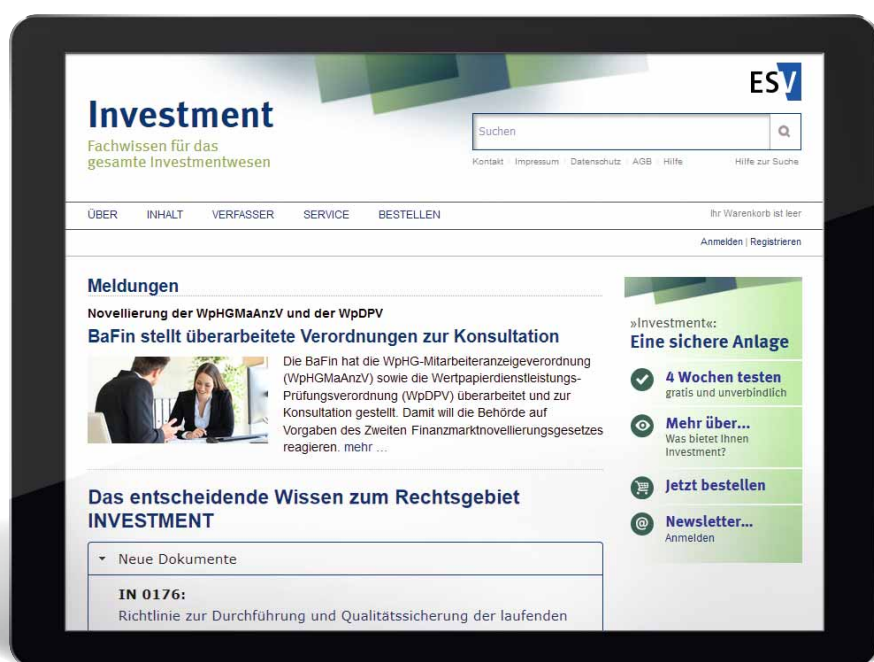 ESV
Investment
Fachwissen für das
gesamte Investmentwesen
Suchen
Kontakt Impressum Datenschutz AGB Hilfe Hilfe zur Suche
ÜBER INHALT VERFASSER SERVICE BESTELLEN Ihr Warenkorb ist leer
Anmelden | Registrieren
Meldungen
Novellierung der WpHGMaAnzV und der WpDPV
BaFin stellt überarbeitete Verordnungen zur Konsultation
Die BaFin hat die WpHG-Mitarbeiteranzeigeverordnung
(WpHGMaAnzV) sowie die Wertpapierdienstleistungs-
Prüfungsverordnung (WpDPV) überarbeitet und zur
Konsultation gestellt. Damit will die Behörde auf
Vorgaben des Zweiten Finanzmarktnovellierungsgesetzes
reagieren. mehr ...
Das entscheidende Wissen zum Rechtsgebiet
INVESTMENT
Neue Dokumente
IN 0176:
Richtlinie zur Durchführung und Qualitätssicherung der laufenden
»Investment«:
Eine sichere Anlage
4 Wochen testen
gratis und unverbindlich
Mehr über...
Was bietet Ihnen
Investment?
Jetzt bestellen
@ Newsletter...
Anmelden